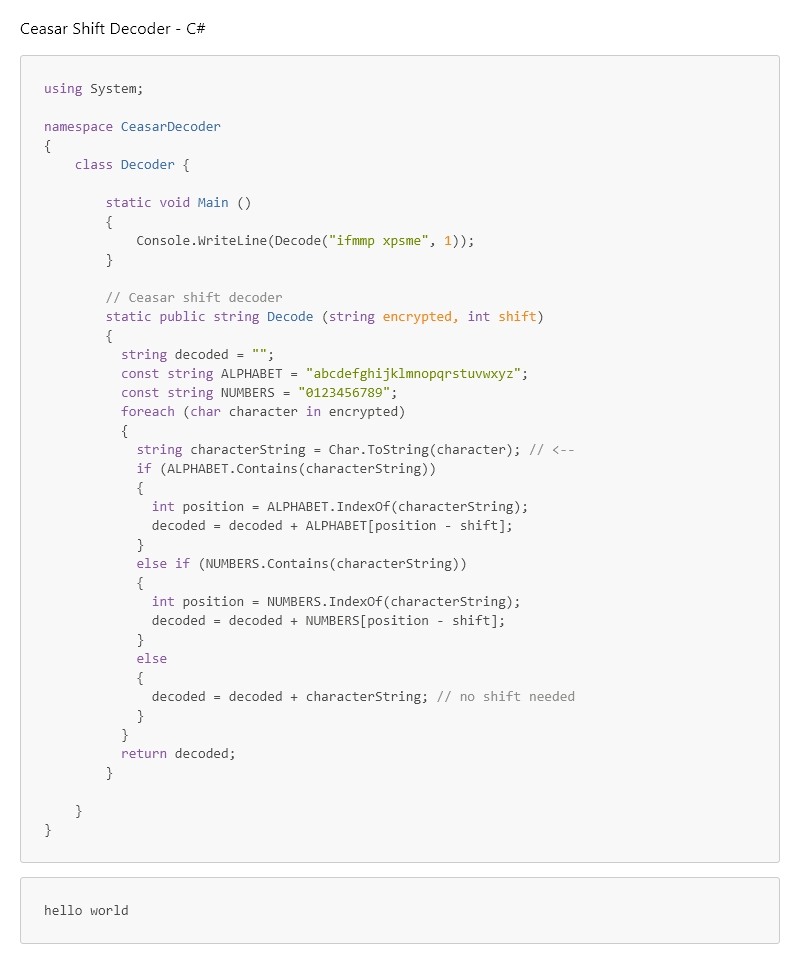 Ceasar Shift Decoder - C#
using System;
namespace CeasarDecoder
{
class Decoder {
static void Main ()
{
Console.WriteLine(Decode("ifmmp xpsme", 1));
}
// Ceasar shift decoder
static public string Decode (string encrypted, int shift)
{
string decoded = "";
const string ALPHABET = "abcdefghijklmnopqrstuvwxyz";
const string NUMBERS = "0123456789";
foreach (char character in encrypted)
{
string characterString = Char.ToString(character); // <--
if (ALPHABET.Contains(characterString))
{
int position = ALPHABET.IndexOf(characterString);
decoded = decoded + ALPHABET[position - shift];
}
else if (NUMBERS.Contains(characterString))
{
int position = NUMBERS.IndexOf(characterString);
decoded = decoded + NUMBERS[position - shift];
}
else
{
decoded = decoded + characterString; // no shift needed
}
}
return decoded;
}
}
}
hello world